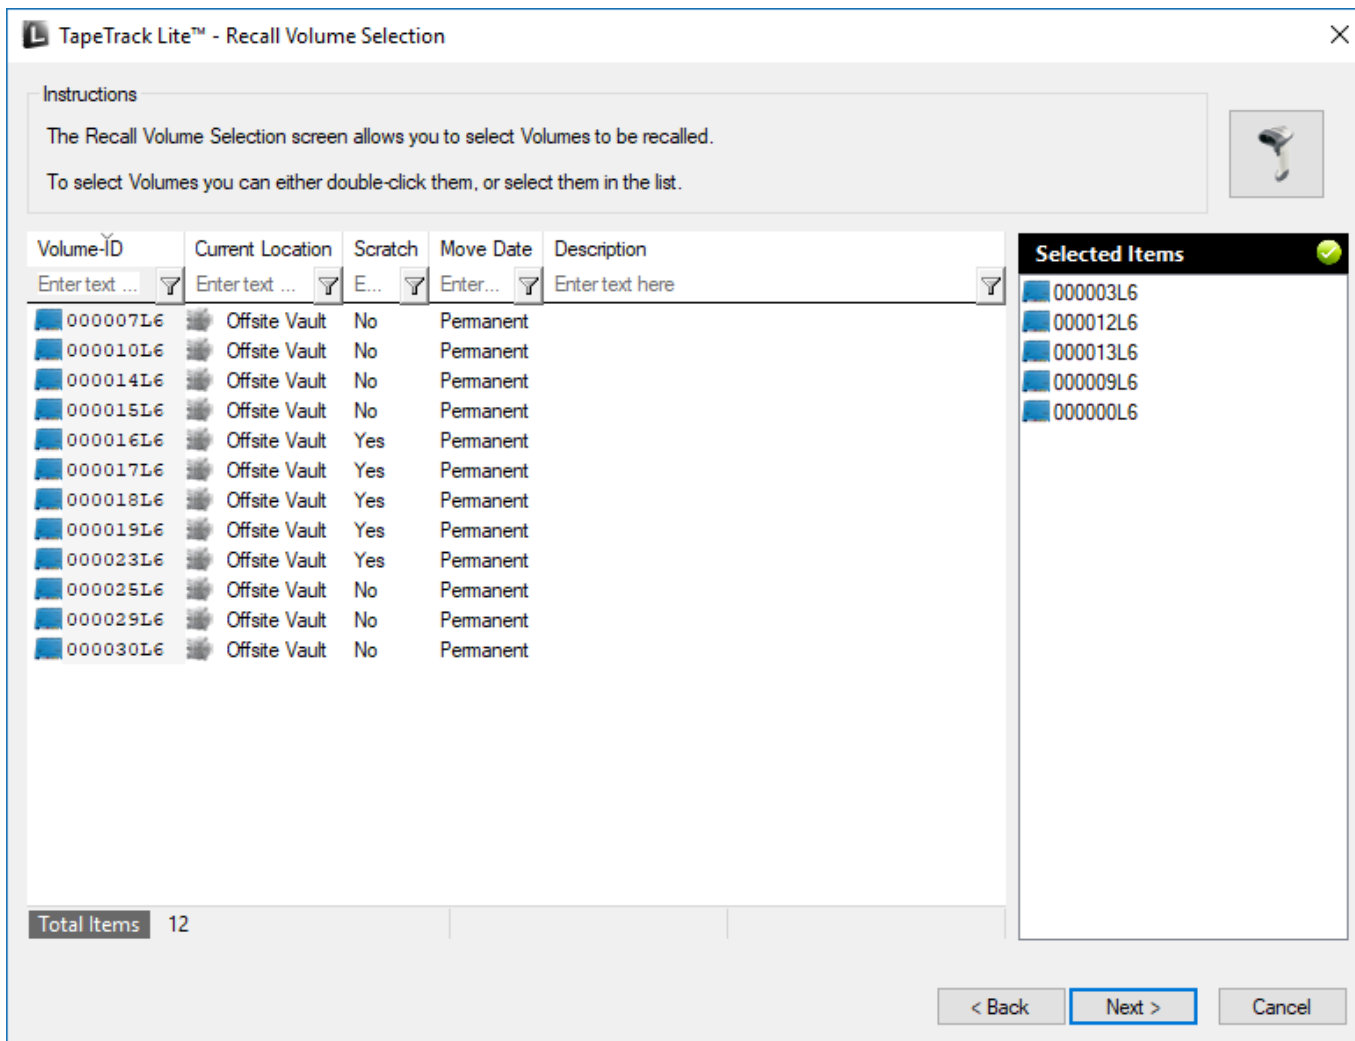 TapeTrack Lite™ - Recall Volume Selection
Instructions
The Recall Volume Selection screen allows you to select Volumes to be recalled.
To select Volumes you can either double-click them, or select them in the list.
Volume-ID Current Location Scratch Move Date Description
Enter text ... Enter text ... E... Enter... Enter text here
000007L6 Offsite Vault No Permanent
000010L6 Offsite Vault No Permanent
000014L6 Offsite Vault No Permanent
000015L6 Offsite Vault No Permanent
000016L6 Offsite Vault Yes Permanent
000017L6 Offsite Vault Yes Permanent
000018L6 Offsite Vault Yes Permanent
000019L6 Offsite Vault Yes Permanent
000023L6 Offsite Vault Yes Permanent
000025L6 Offsite Vault No Permanent
000029L6 Offsite Vault No Permanent
000030L6 Offsite Vault No Permanent
Total Items 12
Selected Items
000003L6
000012L6
000013L6
000009L6
000000L6
< Back Next > Cancel